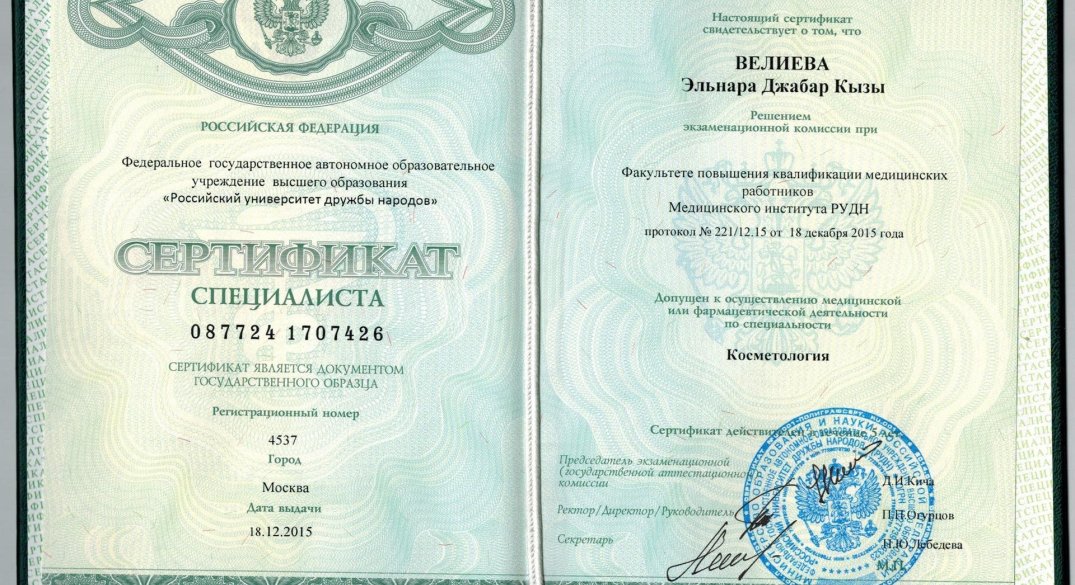 РОССИЙСКАЯ ФЕДЕРАЦИЯ
Федеральное государственное автономное образовательное
учреждение высшего образования
«Российский университет дружбы народов»
СЕРТИФИКАТ
СПЕЦИАЛИСТА
087724 1707426
СЕРТИФИКАТ ЯВЛЯЕТСЯ ДОКУМЕНТОМ
ГОСУДАРСТВЕННОГО ОБРАЗЦА
Регистрационный номер
4537
Город
Москва
Дата выдачи
18.12.2015
Настоящий сертификат
свидетельствует о том, что
ВЕЛИЕВА
Эльнара Джабар Кызы
Решением
экзаменационной комиссии при
Факультете повышения квалификации медицинских
работников
Медицинского института РУДН
протокол № 221/12.15 от 18 декабря 2015 года
Допущен к осуществлению медицинской
или фармацевтической деятельности
по специальности
Косметология
Сертификат действителен в течение 5 лет
Председатель экзаменационной
(государственной аттестационной)
комиссии
Д.И.Кича
Ректор/Директор/Руководитель
П.П.Огурцов
Секретарь
Н.Ю.Лебедева
М.П.